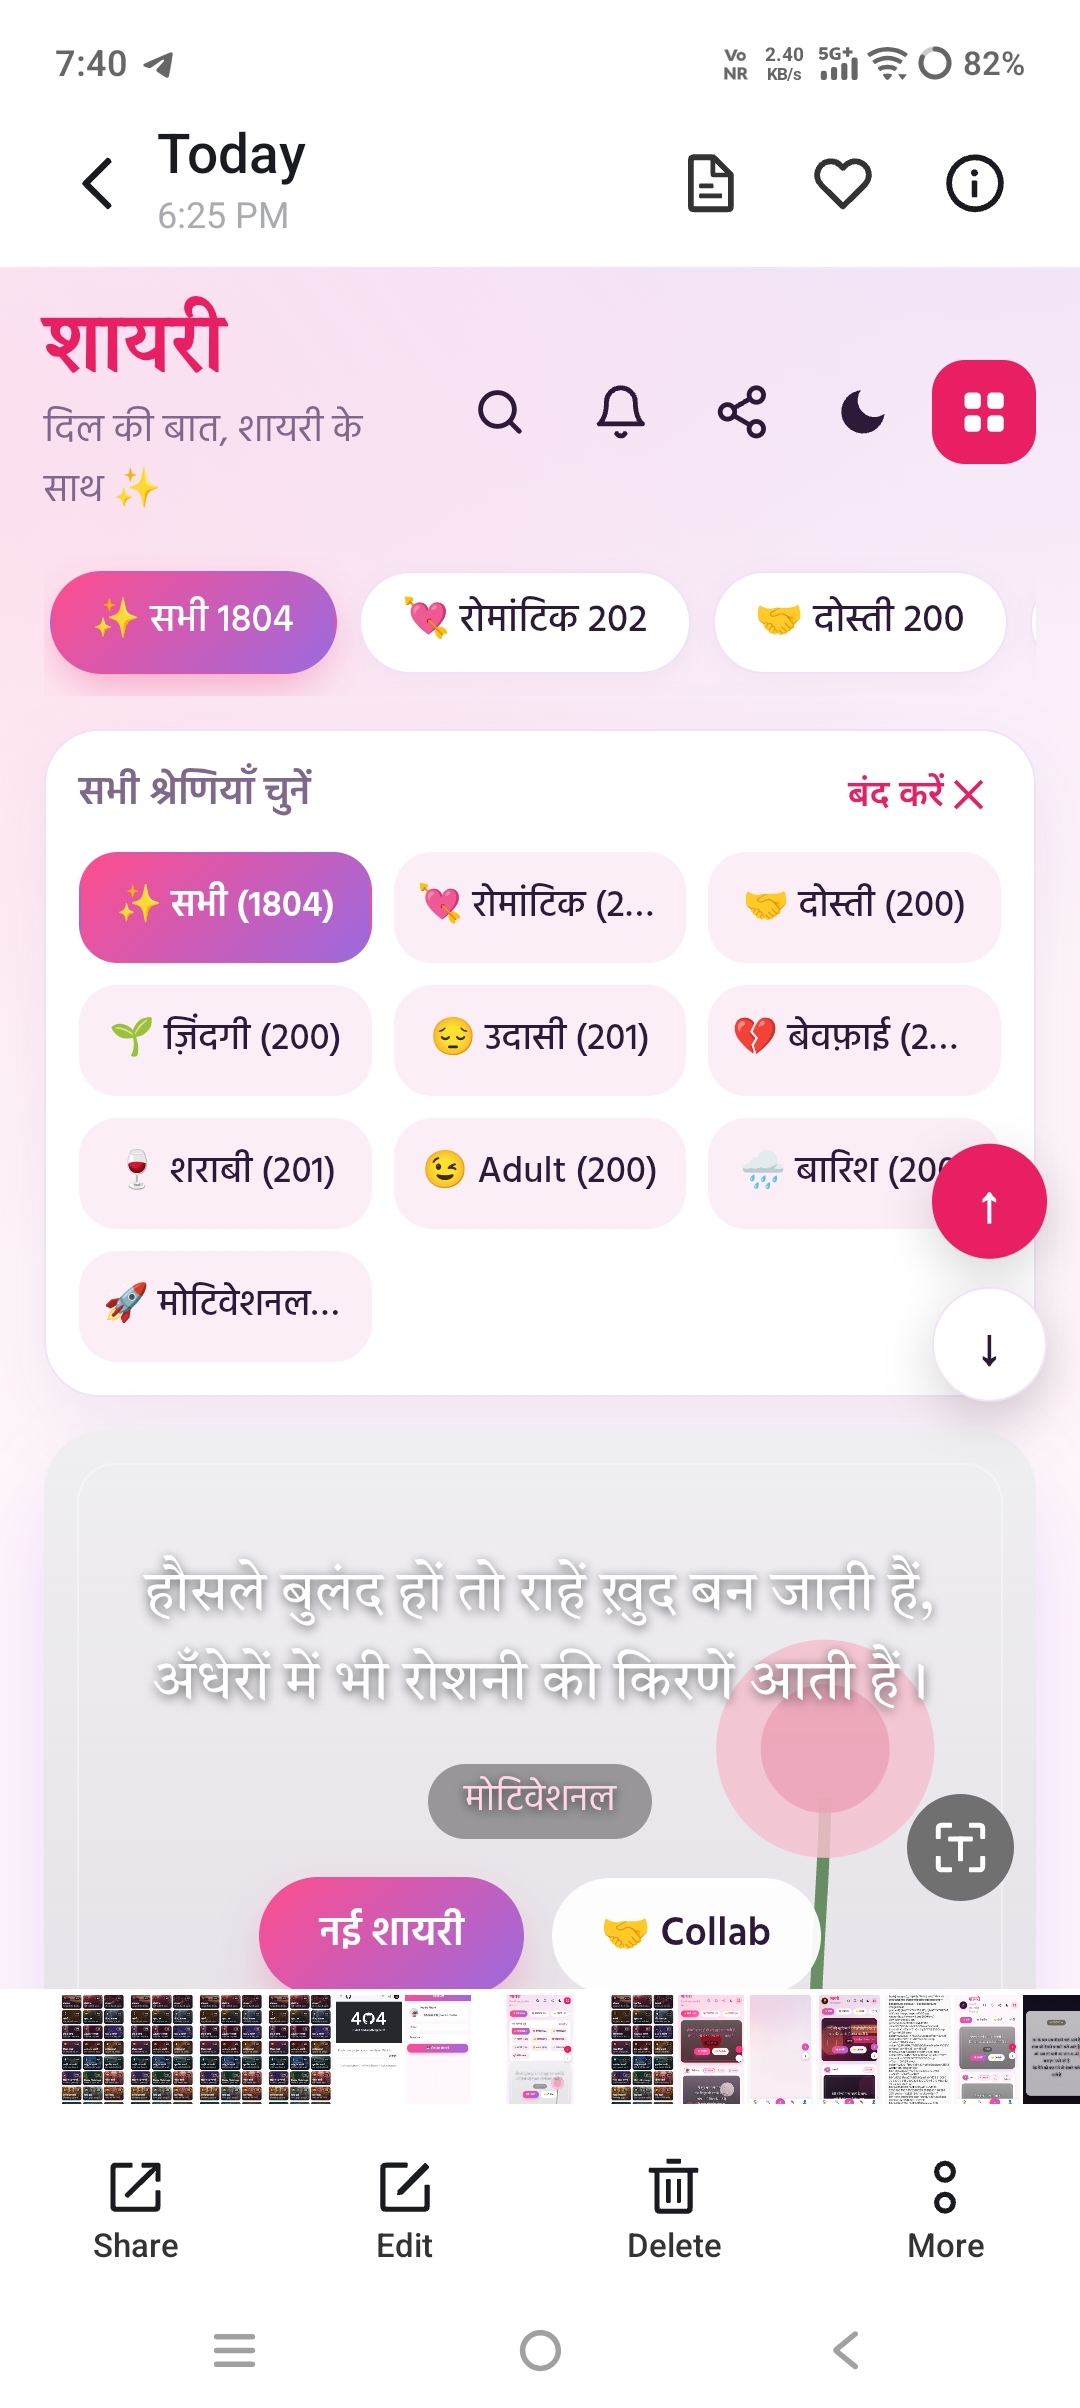 7:40
Vo NR
2.40 KB/s
5G+
82%
Today
6:25 PM
शायरी
दिल की बात, शायरी के
साथ ✨
✨ सभी 1804
💘 रोमांटिक 202
🤝 दोस्ती 200
सभी श्रेणियाँ चुनें
बंद करें ✕
✨ सभी (1804)
💘 रोमांटिक (2...
🤝 दोस्ती (200)
🌱 ज़िंदगी (200)
😔 उदासी (201)
💔 बेवफ़ाई (2...
🍷 शराबी (201)
😉 Adult (200)
🌧️ बारिश (200
🚀 मोटिवेशनल...
↑
↓
हौसले बुलंद हों तो राहें ख़ुद बन जाती हैं,
अँधेरों में भी रोशनी की किरणें आती हैं।
मोटिवेशनल
नई शायरी
🤝 Collab
404
Share
Edit
Delete
More